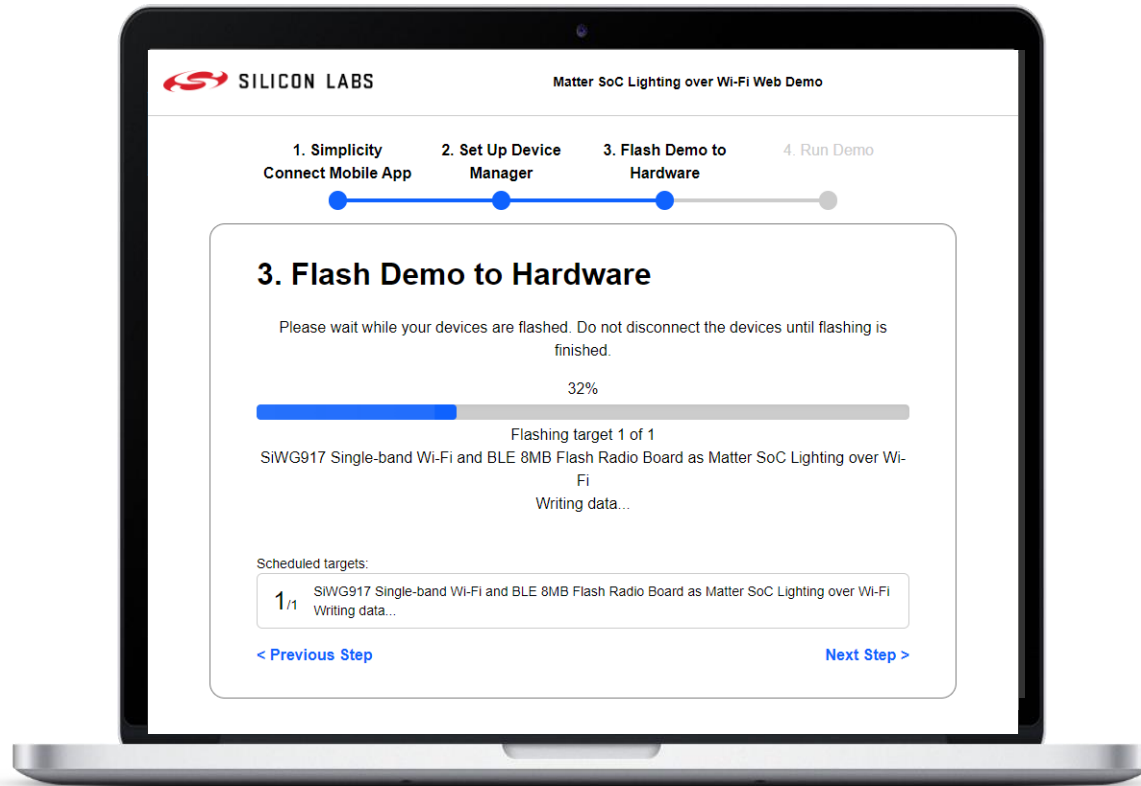 SILICON LABS
Matter SoC Lighting over Wi-Fi Web Demo
1. Simplicity
Connect Mobile App
2. Set Up Device
Manager
3. Flash Demo to
Hardware
4. Run Demo
3. Flash Demo to Hardware
Please wait while your devices are flashed. Do not disconnect the devices until flashing is
finished.
32%
Flashing target 1 of 1
SiWG917 Single-band Wi-Fi and BLE 8MB Flash Radio Board as Matter SoC Lighting over Wi-
Fi
Writing data...
Scheduled targets:
1/1
SiWG917 Single-band Wi-Fi and BLE 8MB Flash Radio Board as Matter SoC Lighting over Wi-Fi
Writing data...
< Previous Step
Next Step >